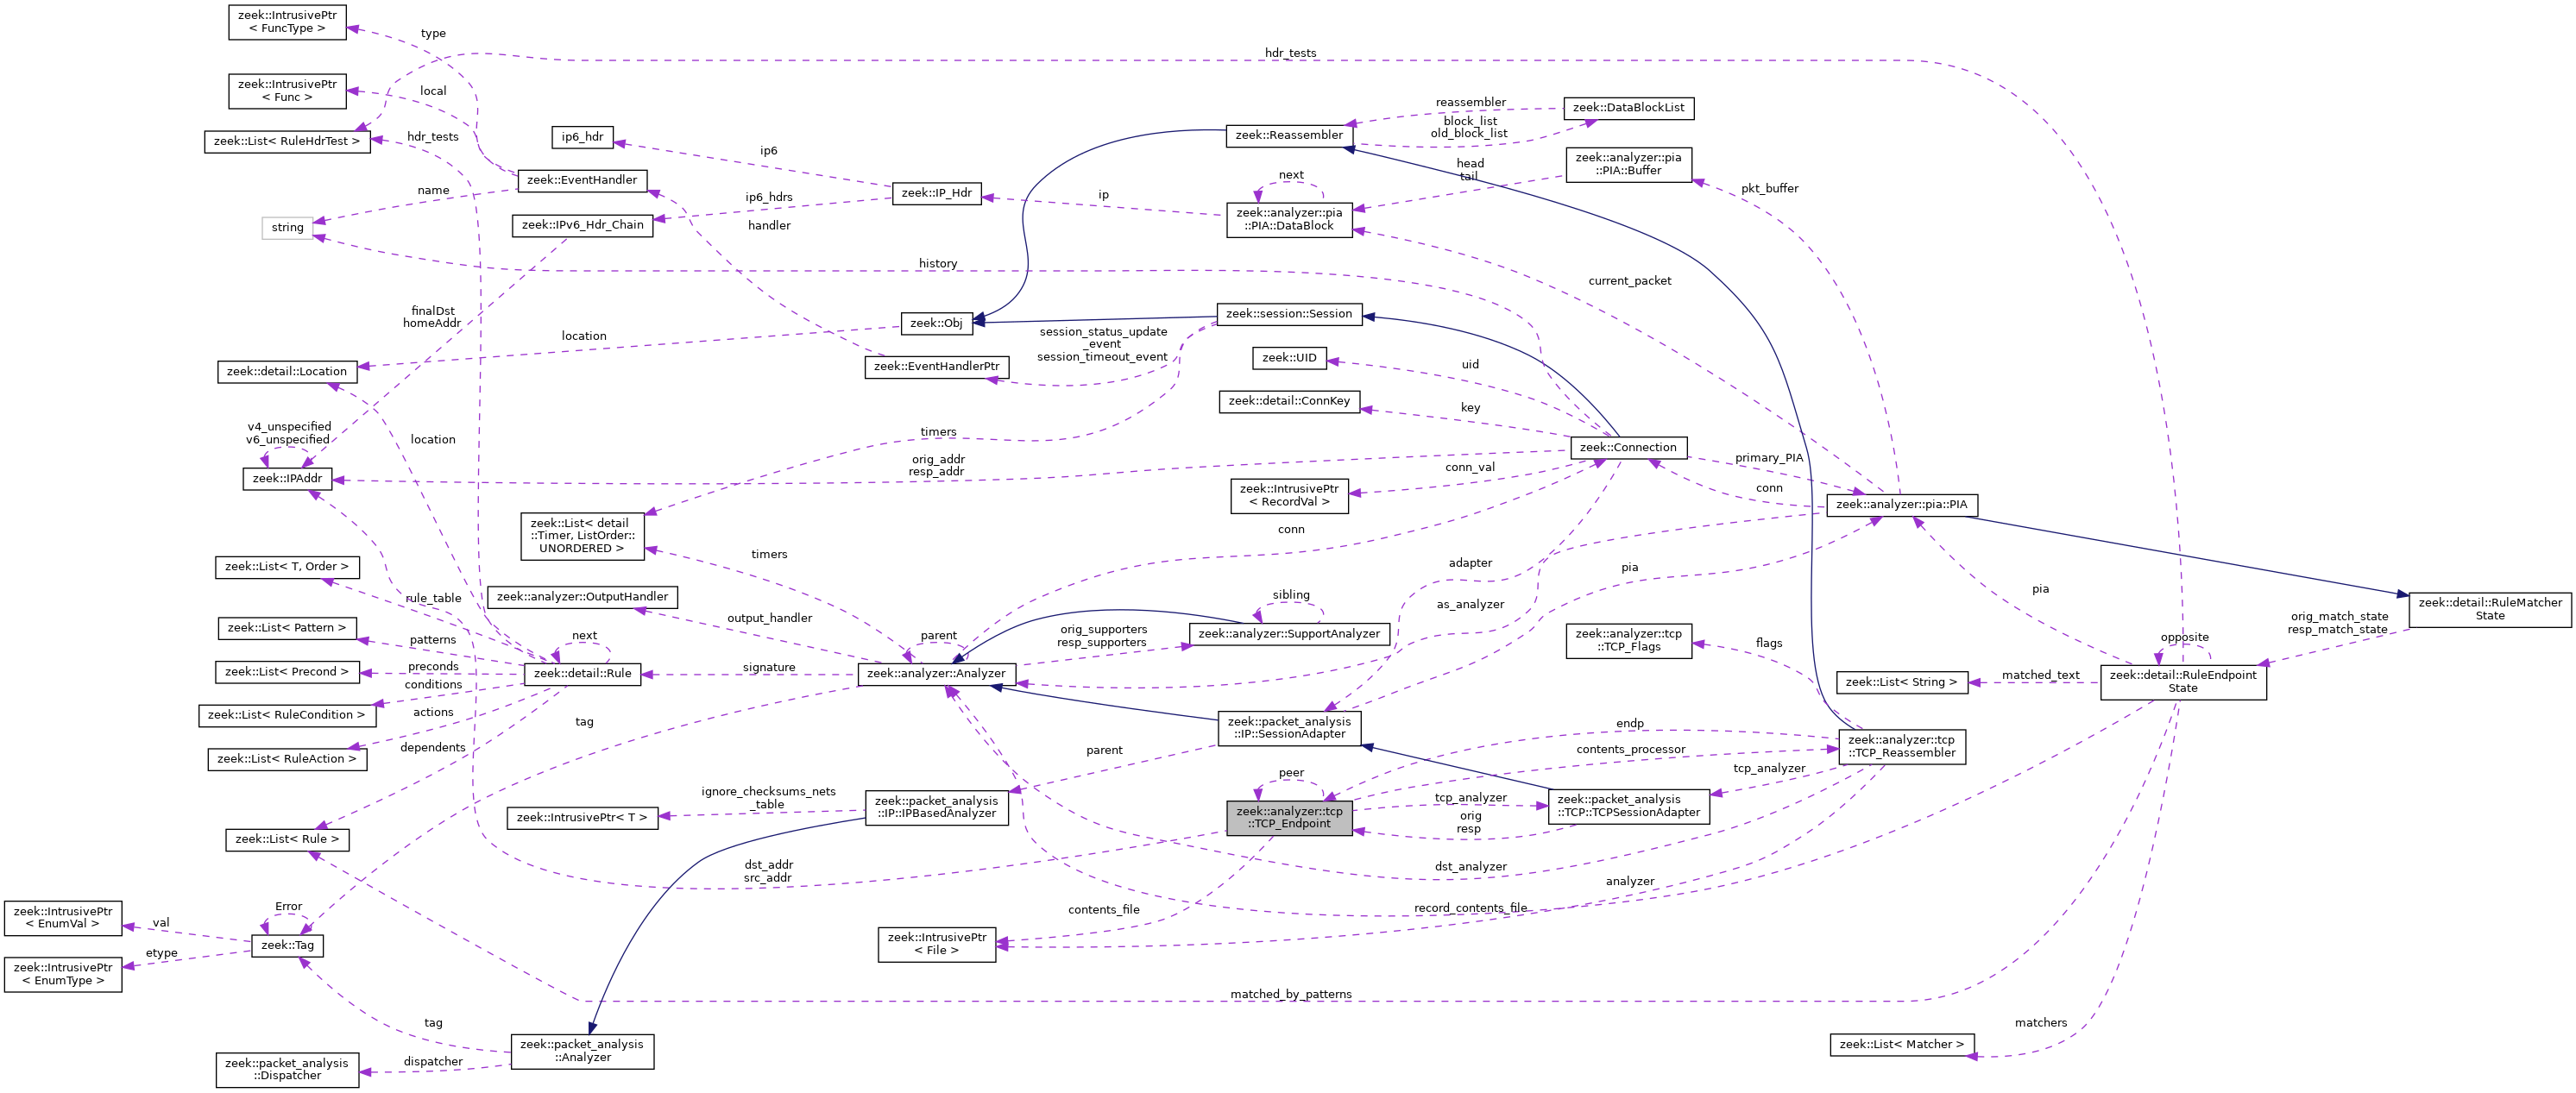 zeek::IntrusivePtr
< FuncType >
type
hdr_tests
zeek::IntrusivePtr
< Func >
local
zeek::List< RuleHdrTest >
hdr_tests
ip6_hdr
ip6
zeek::Reassembler
reassembler
block_list
old_block_list
zeek::DataBlockList
zeek::EventHandler
name
string
zeek::IPv6_Hdr_Chain
zeek::IP_Hdr
ip6_hdrs
handler
ip
next
head
tail
zeek::analyzer::pia
::PIA::Buffer
zeek::analyzer::pia
::PIA::DataBlock
pkt_buffer
history
current_packet
finalDst
homeAddr
zeek::Obj
zeek::session::Session
location
session_status_update
_event
session_timeout_event
zeek::EventHandlerPtr
zeek::UID
uid
zeek::detail::Location
zeek::detail::ConnKey
key
v4_unspecified
v6_unspecified
location
timers
zeek::Connection
zeek::IPAddr
orig_addr
resp_addr
conn_val
primary_PIA
zeek::IntrusivePtr
< RecordVal >
conn
zeek::analyzer::pia::PIA
zeek::List< detail
::Timer, ListOrder::
UNORDERED >
conn
timers
adapter
pia
zeek::List< T, Order >
zeek::analyzer::OutputHandler
rule_table
output_handler
sibling
as_analyzer
pia
zeek::detail::RuleMatcher
State
zeek::List< Pattern >
patterns
next
parent
orig_supporters
resp_supporters
zeek::analyzer::SupportAnalyzer
zeek::analyzer::tcp
::TCP_Flags
flags
orig_match_state
resp_match_state
opposite
zeek::List< Precond >
preconds
zeek::detail::Rule
signature
zeek::analyzer::Analyzer
zeek::List< String >
matched_text
zeek::detail::RuleEndpoint
State
conditions
zeek::List< RuleCondition >
actions
tag
zeek::packet_analysis
::IP::SessionAdapter
endp
zeek::List< RuleAction >
dependents
parent
contents_processor
zeek::analyzer::tcp
::TCP_Reassembler
peer
tcp_analyzer
ignore_checksums_nets
_table
zeek::IntrusivePtr< T >
zeek::packet_analysis
::IP::IPBasedAnalyzer
zeek::analyzer::tcp
::TCP_Endpoint
tcp_analyzer
orig
resp
zeek::packet_analysis
::TCP::TCPSessionAdapter
zeek::List< Rule >
dst_addr
src_addr
dst_analyzer
analyzer
contents_file
record_contents_file
zeek::IntrusivePtr
< EnumVal >
val
Error
zeek::Tag
zeek::IntrusivePtr
< File >
etype
zeek::IntrusivePtr
< EnumType >
matched_by_patterns
tag
matchers
zeek::packet_analysis
::Analyzer
zeek::List< Matcher >
dispatcher
zeek::packet_analysis
::Dispatcher